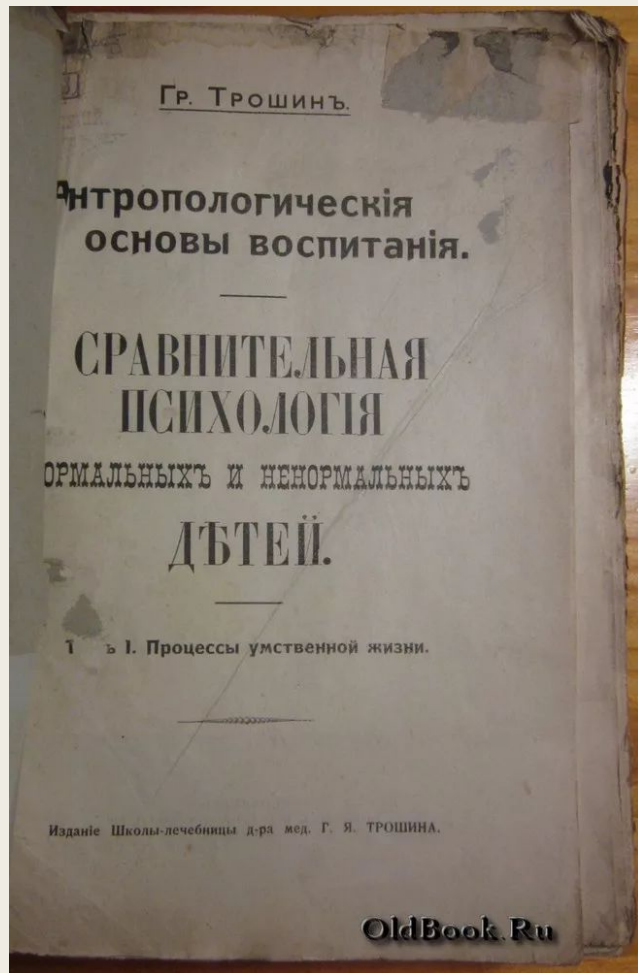 Гр. Трошинъ.
Антропологическія
основы воспитанія.
СРАВНИТЕЛЬНАЯ
ПСИХОЛОГІЯ
ОРМАЛЬНЫХЪ И НЕНОРМАЛЬНЫХЪ
ДѢТЕЙ.
I. Процессы умственной жизни.
Изданіе Школы-лечебницы д-ра мед. Г. Я. ТРОШИНА.
OldBook.Ru